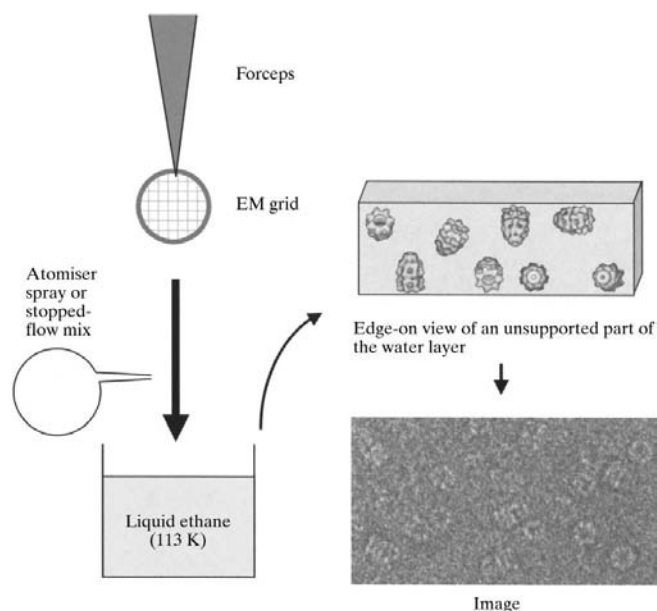 Forceps
EM grid
Atomiser
spray or
stopped-
flow mix
Liquid ethane
(113 K)
Edge-on view of an unsupported part of
the water layer
Image